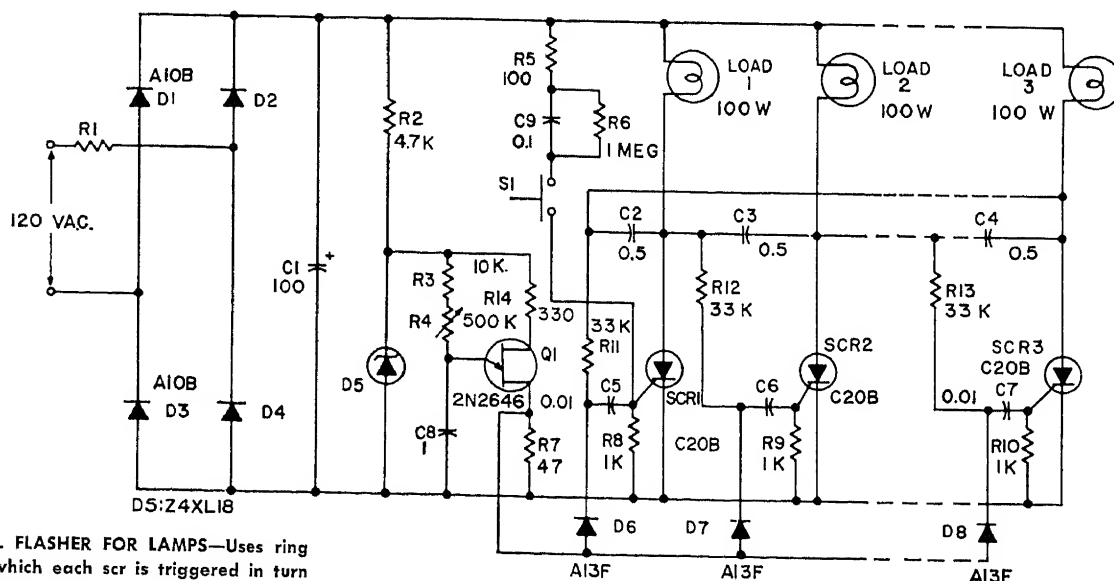 A10B
D1
D2
R1
120 VAC.
A10B
D3
D4
C1
100
+
R2
4.7K
R5
100
C9
0.1
R6
1 MEG
S1
LOAD
1
100 W
LOAD
2
100W
LOAD
3
100 W
C2
0.5
C3
0.5
C4
0.5
10K.
R3
R14
330
R4
500 K
Q1
2N2646
D5
C8
1
0.01
R7
47
33K
R11
C5
R8
1K
SCR1
C20B
R12
33 K
C6
R9
1K
SCR2
C20B
R13
33 K
SCR3
C20B
0.01
C7
R10
1K
D6
A13F
D7
A13F
D8
A13F
D5:Z4XL18
FLASHER FOR LAMPS—Uses ring
which each scr is triggered in turn